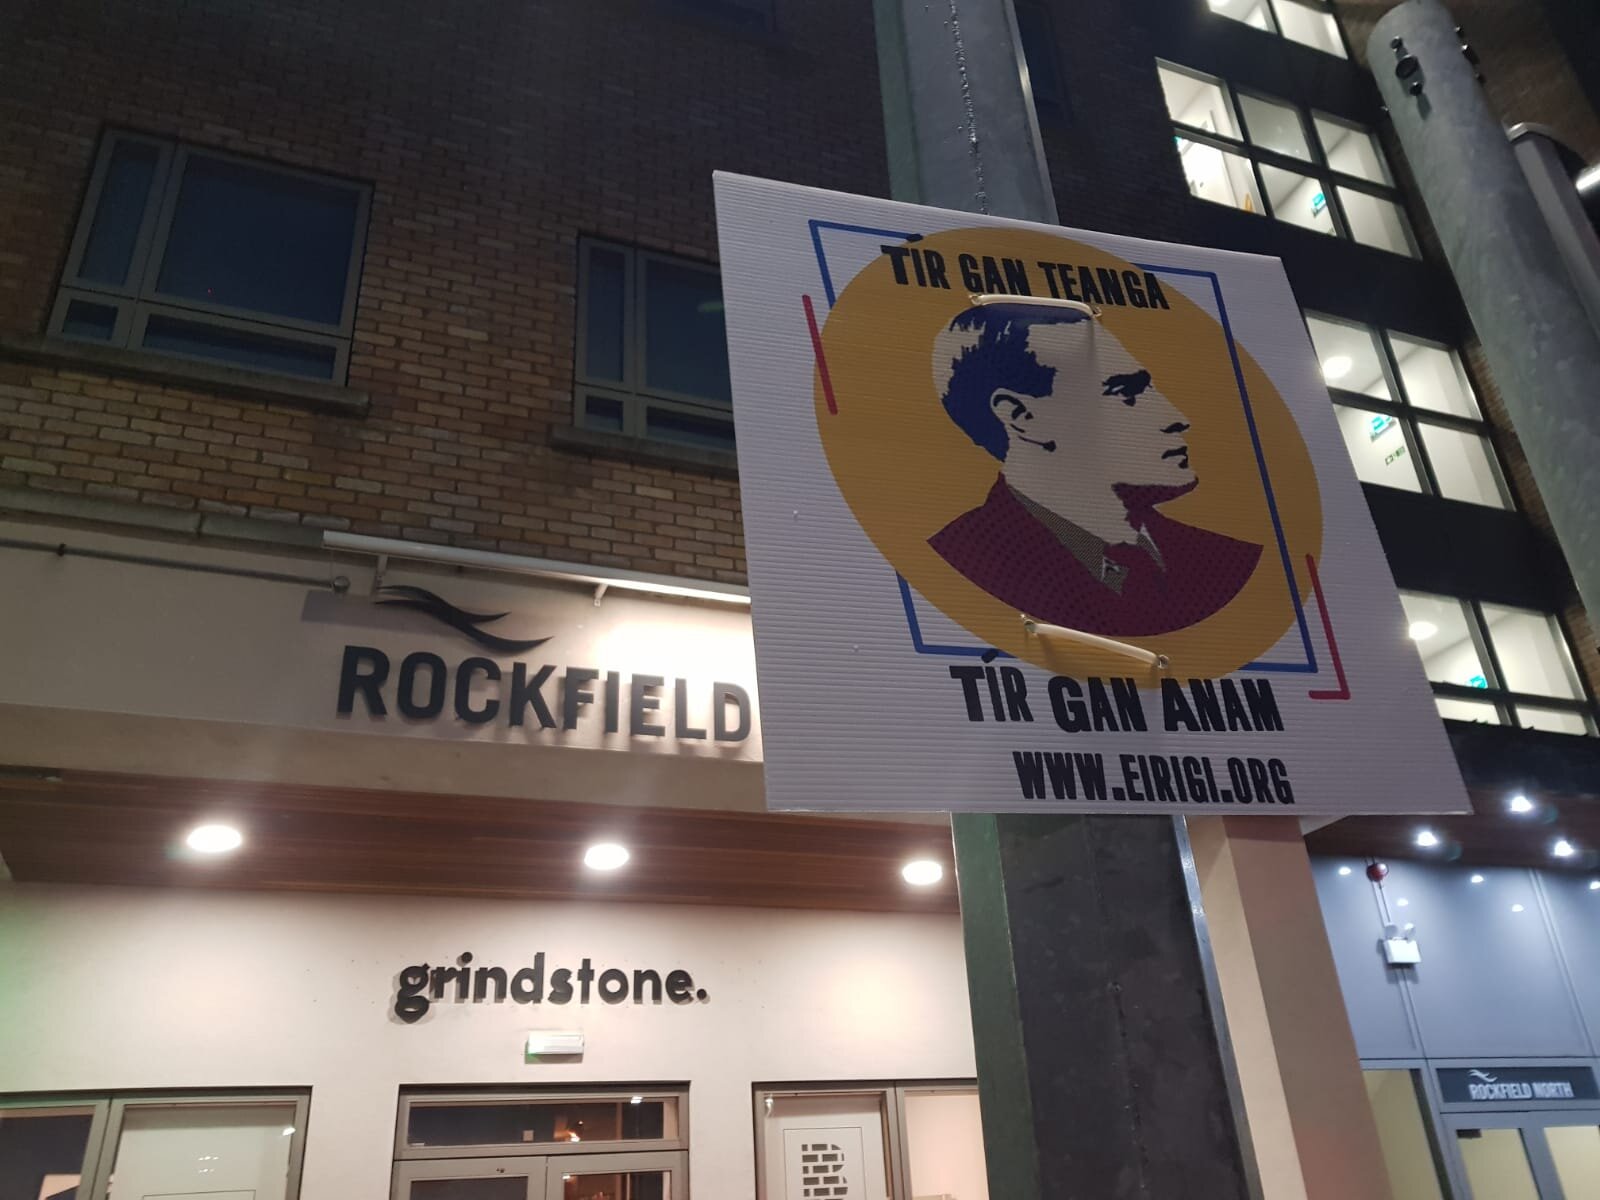 TÍR GAN TEANGA
TÍR GAN ANAM
WWW.EIRIGI.ORG
ROCKFIELD
grindstone.
ROCKFIELD NORTH